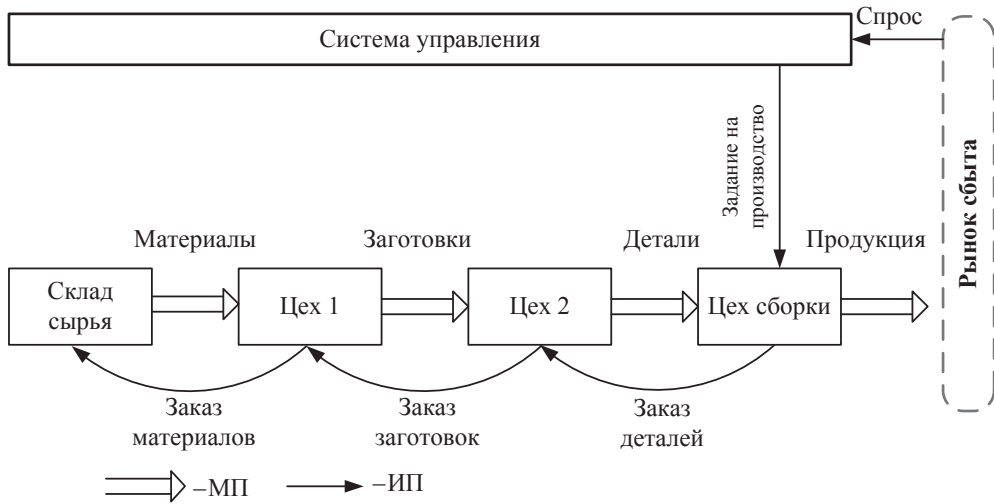 Спрос
Система управления
Задание на
производство
Рынок сбыта
Материалы
Заготовки
Детали
Продукция
Склад
сырья
Цех 1
Цех 2
Цех сборки
Заказ
материалов
Заказ
заготовок
Заказ
деталей
–МП
–ИП